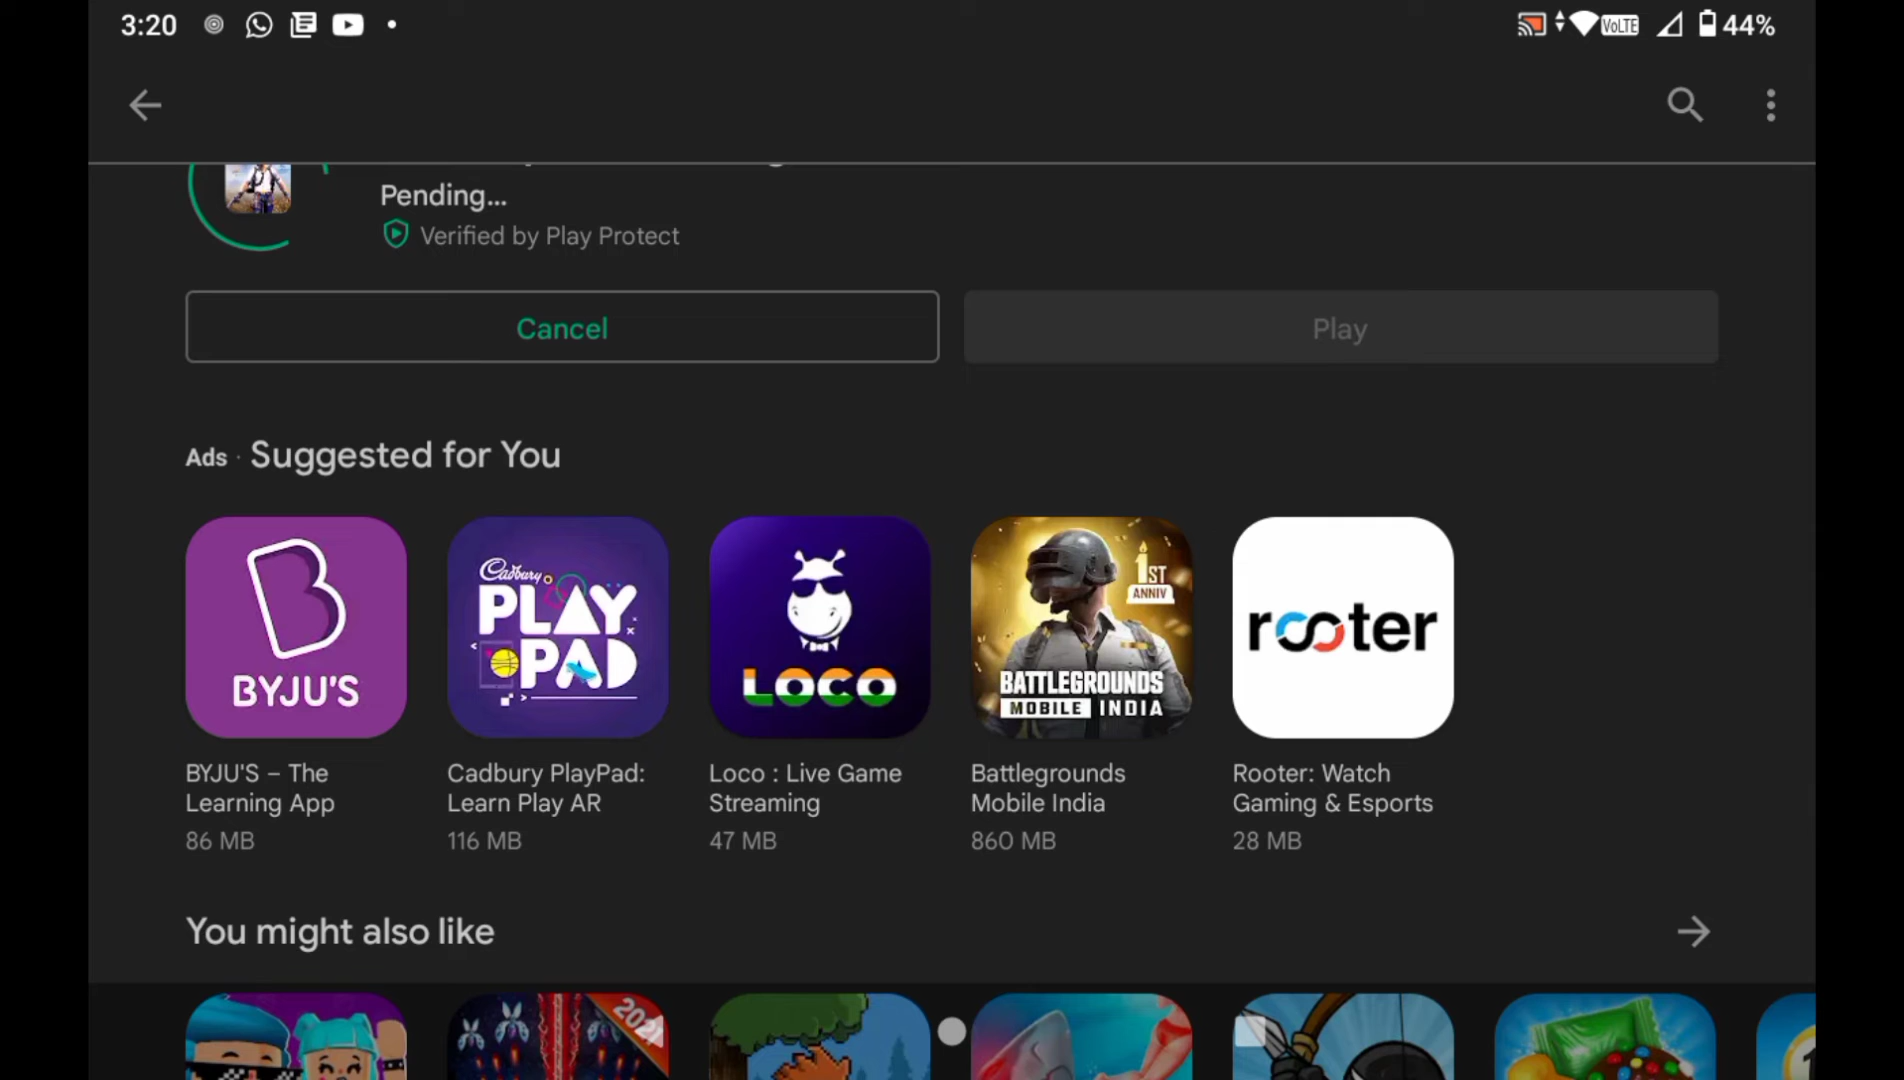 3:20
VoLTE
44%
Pending...
Verified by Play Protect
Cancel
Play
Ads · Suggested for You
BYJU'S
Cadbury
PLAY
PAD
LOCO
1ST
ANNIV
BATTLEGROUNDS
MOBILE INDIA
rooter
BYJU'S – The
Learning App
86 MB
Cadbury PlayPad:
Learn Play AR
116 MB
Loco : Live Game
Streaming
47 MB
Battlegrounds
Mobile India
860 MB
Rooter: Watch
Gaming & Esports
28 MB
You might also like